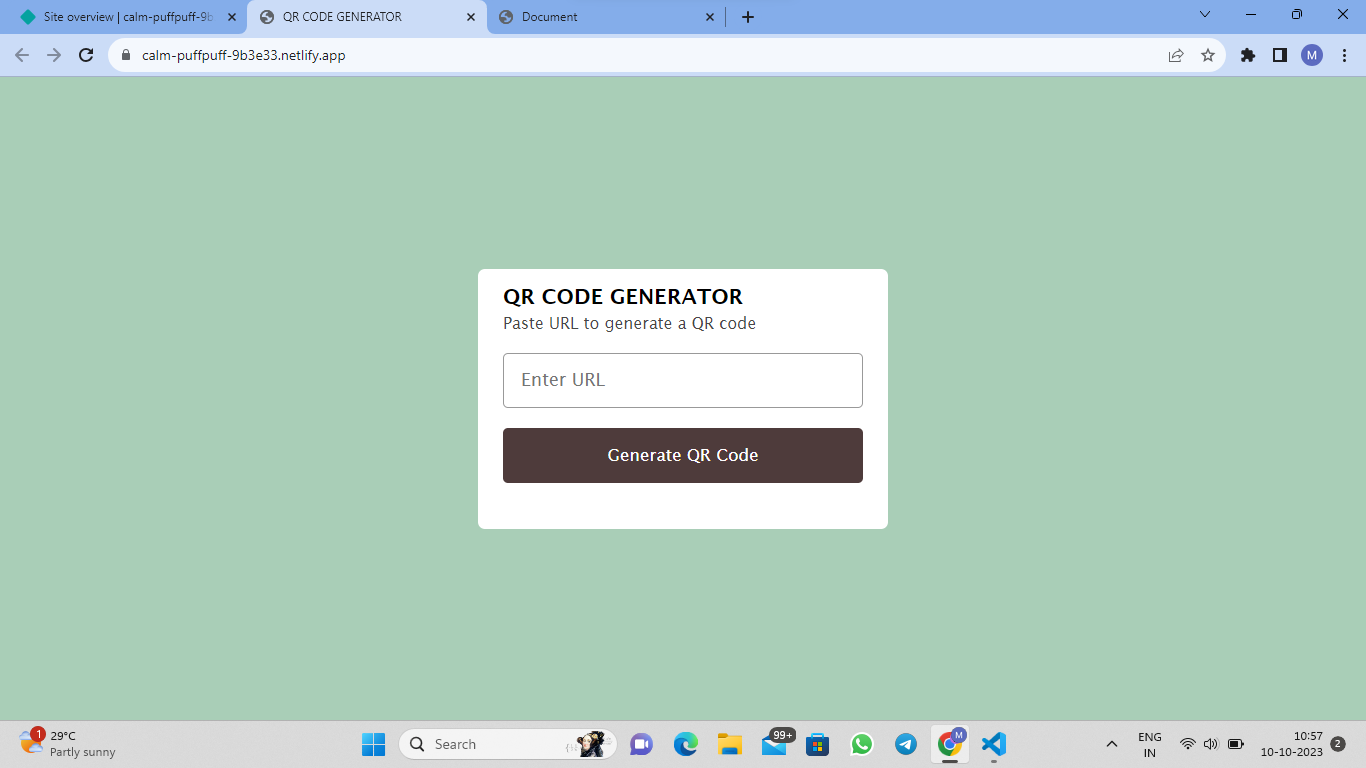 Site overview | calm-puffpuff-9b
QR CODE GENERATOR
Document
calm-puffpuff-9b3e33.netlify.app
M
QR CODE GENERATOR
Paste URL to generate a QR code
Enter URL
Generate QR Code
1
29°C
Partly sunny
Search
99+
M
ENG
IN
10:57
10-10-2023
2